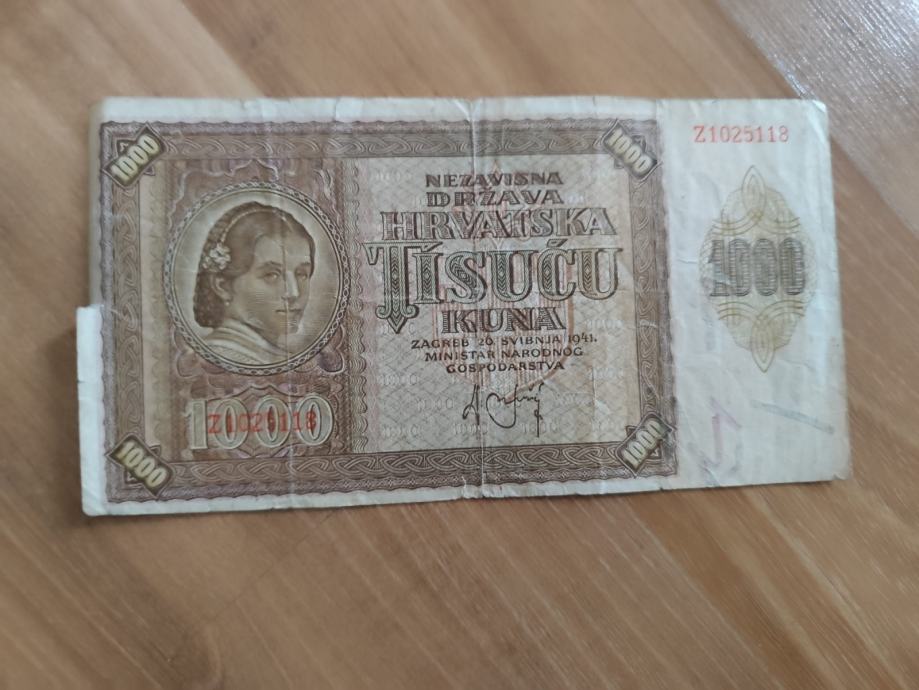 1000
1000
Z1025118
NEZAVISNA
DRŽAVA
HRVATSKA
TISUĆU
KUNA
ZAGREB 26. SVIBNJA 1941.
MINISTAR NARODNOG
GOSPODARSTVA
1000
1000
Z1025118
1000
1000